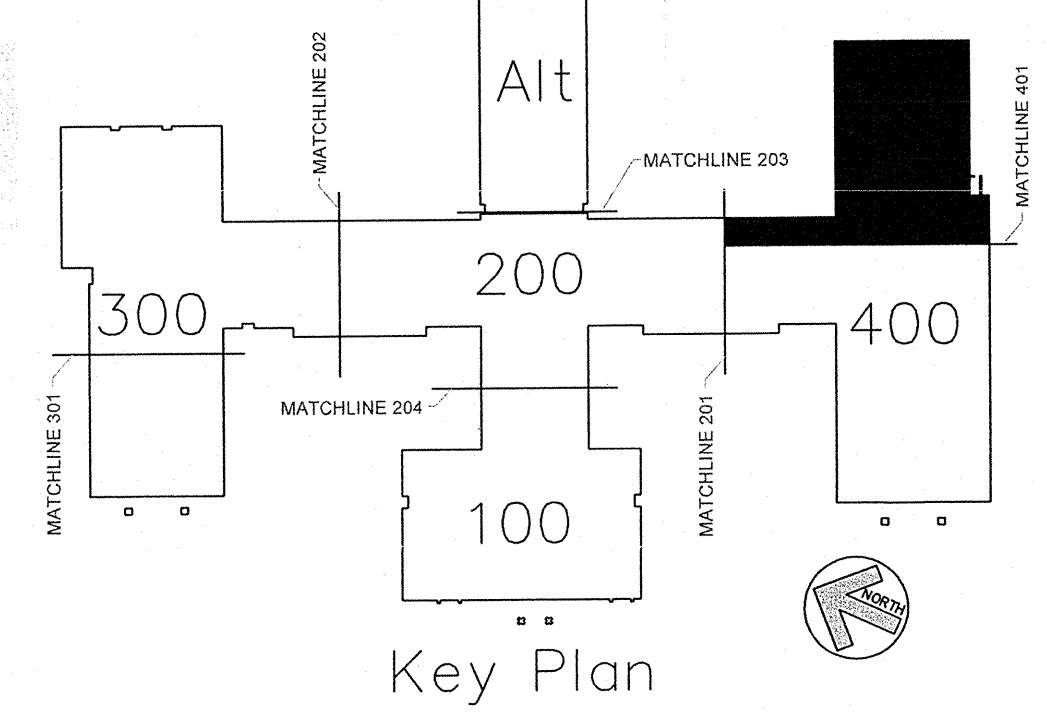 Alt
MATCHLINE 202
MATCHLINE 203
MATCHLINE 401
200
300
400
MATCHLINE 204
MATCHLINE 301
MATCHLINE 201
100
NORTH
Key Plan